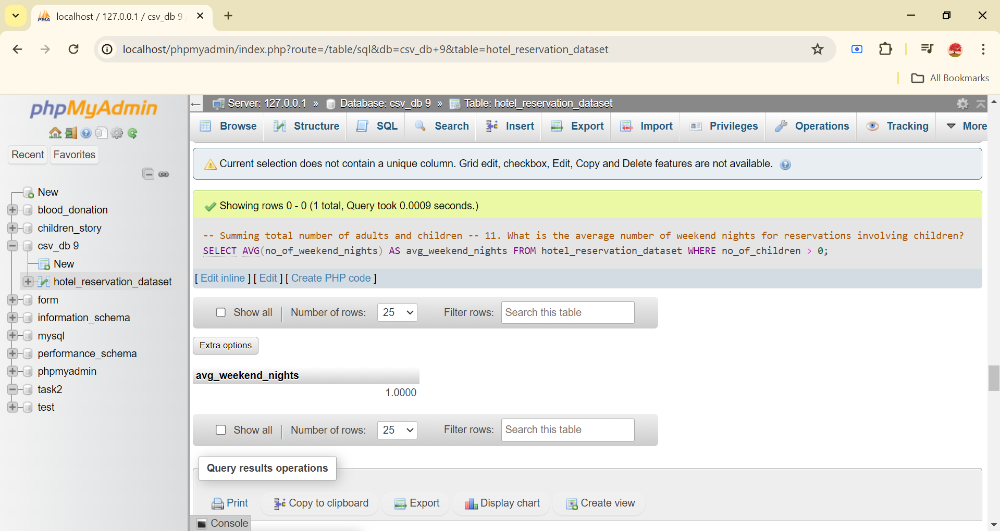 localhost / 127.0.0.1 / csv_db 9
localhost/phpmyadmin/index.php?route=/table/sql&db=csv_db+9&table=hotel_reservation_dataset
All Bookmarks
phpMyAdmin
Recent
Favorites
New
blood_donation
children_story
csv_db 9
New
hotel_reservation_dataset
form
information_schema
mysql
performance_schema
phpmyadmin
task2
test
Server: 127.0.0.1 » Database: csv_db 9 » Table: hotel_reservation_dataset
Browse Structure SQL Search Insert Export Import Privileges Operations Tracking More
Current selection does not contain a unique column. Grid edit, checkbox, Edit, Copy and Delete features are not available.
Showing rows 0 - 0 (1 total, Query took 0.0009 seconds.)
-- Summing total number of adults and children -- 11. What is the average number of weekend nights for reservations involving children?
SELECT AVG(no_of_weekend_nights) AS avg_weekend_nights FROM hotel_reservation_dataset WHERE no_of_children > 0;
[ Edit inline ] [ Edit ] [ Create PHP code ]
Show all | Number of rows: 25 Filter rows: Search this table
Extra options
avg_weekend_nights
1.0000
Show all | Number of rows: 25 Filter rows: Search this table
Query results operations
Print Copy to clipboard Export Display chart Create view
Console